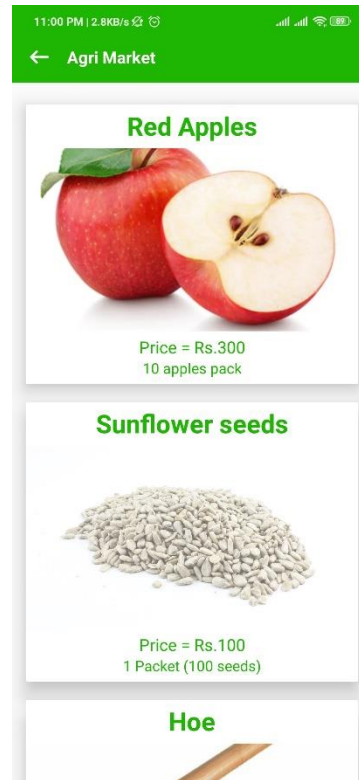 11:00 PM | 2.8KB/s
89
Agri Market
Red Apples
Price = Rs.300
10 apples pack
Sunflower seeds
Price = Rs.100
1 Packet (100 seeds)
Hoe